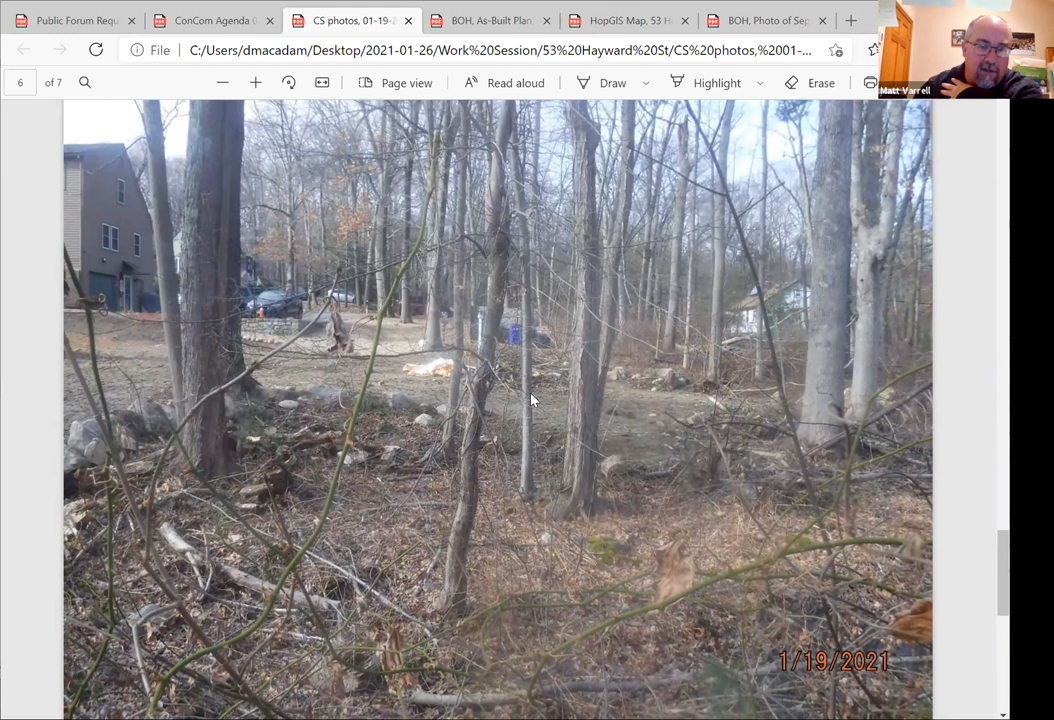 Public Forum Requ
ConCom Agenda 0
CS photos, 01-19-2
BOH, As-Built Plan,
HopGIS Map, 53 H
BOH, Photo of Sep
File
C:/Users/dmacadam/Desktop/2021-01-26/Work%20Session/53%20Hayward%20St/CS%20photos,%2001-...
6 of 7
Page view
Read aloud
Draw
Highlight
Erase
Matt Varrell
1/19/2021